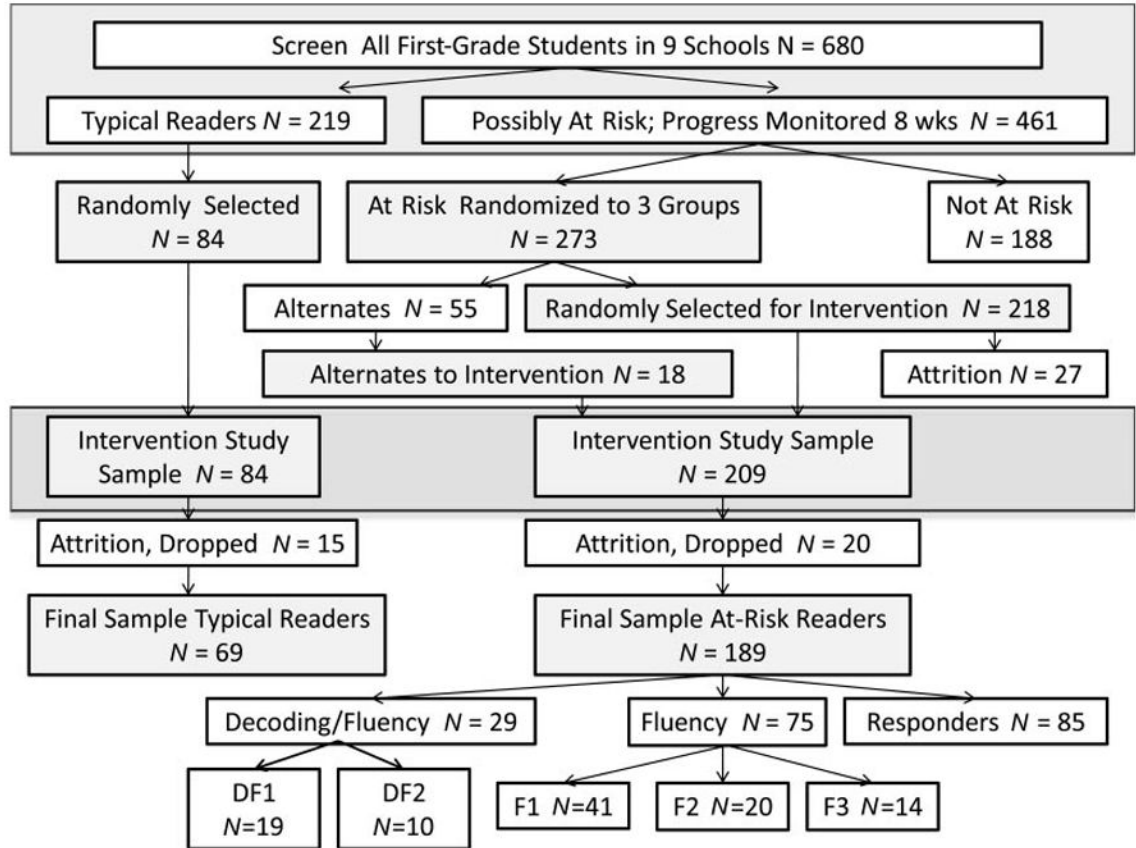 Screen All First-Grade Students in 9 Schools N = 680
Typical Readers N = 219
Possibly At Risk; Progress Monitored 8 wks N = 461
Randomly Selected
N = 84
At Risk Randomized to 3 Groups
N = 273
Not At Risk
N = 188
Alternates N = 55
Randomly Selected for Intervention N = 218
Alternates to Intervention N = 18
Attrition N = 27
Intervention Study
Sample N = 84
Intervention Study Sample
N = 209
Attrition, Dropped N = 15
Attrition, Dropped N = 20
Final Sample Typical Readers
N = 69
Final Sample At-Risk Readers
N = 189
Decoding/Fluency N = 29
Fluency N = 75
Responders N = 85
DF1
N=19
DF2
N=10
F1 N=41
F2 N=20
F3 N=14